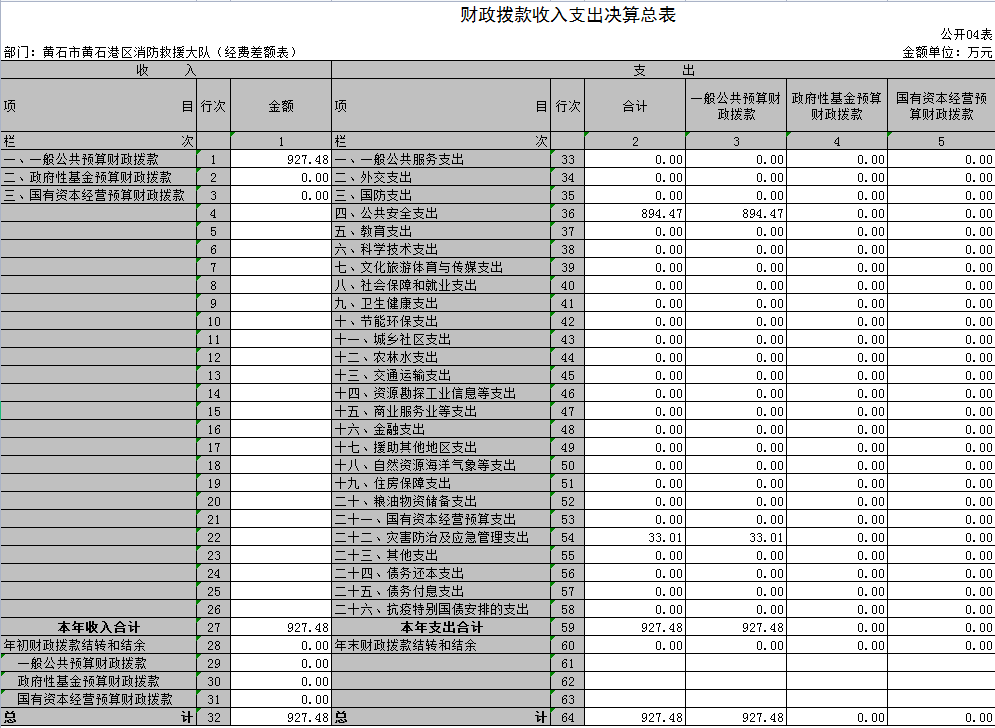 财政拨款收入支出决算总表
公开04表
部门：黄石市黄石港区消防救援大队（经费差额表） 金额单位：万元
收 入 支 出
项 目 行次 金额 项 目 行次 合计 一般公共预算财政拨款 政府性基金预算财政拨款 国有资本经营预算财政拨款
栏 次 1 栏 次 2 3 4 5
一、一般公共预算财政拨款 1 927.48 一、一般公共服务支出 33 0.00 0.00 0.00 0.00
二、政府性基金预算财政拨款 2 0.00 二、外交支出 34 0.00 0.00 0.00 0.00
三、国有资本经营预算财政拨款 3 0.00 三、国防支出 35 0.00 0.00 0.00 0.00
4 四、公共安全支出 36 894.47 894.47 0.00 0.00
5 五、教育支出 37 0.00 0.00 0.00 0.00
6 六、科学技术支出 38 0.00 0.00 0.00 0.00
7 七、文化旅游体育与传媒支出 39 0.00 0.00 0.00 0.00
8 八、社会保障和就业支出 40 0.00 0.00 0.00 0.00
9 九、卫生健康支出 41 0.00 0.00 0.00 0.00
10 十、节能环保支出 42 0.00 0.00 0.00 0.00
11 十一、城乡社区支出 43 0.00 0.00 0.00 0.00
12 十二、农林水支出 44 0.00 0.00 0.00 0.00
13 十三、交通运输支出 45 0.00 0.00 0.00 0.00
14 十四、资源勘探工业信息等支出 46 0.00 0.00 0.00 0.00
15 十五、商业服务业等支出 47 0.00 0.00 0.00 0.00
16 十六、金融支出 48 0.00 0.00 0.00 0.00
17 十七、援助其他地区支出 49 0.00 0.00 0.00 0.00
18 十八、自然资源海洋气象等支出 50 0.00 0.00 0.00 0.00
19 十九、住房保障支出 51 0.00 0.00 0.00 0.00
20 二十、粮油物资储备支出 52 0.00 0.00 0.00 0.00
21 二十一、国有资本经营预算支出 53 0.00 0.00 0.00 0.00
22 二十二、灾害防治及应急管理支出 54 33.01 33.01 0.00 0.00
23 二十三、其他支出 55 0.00 0.00 0.00 0.00
24 二十四、债务还本支出 56 0.00 0.00 0.00 0.00
25 二十五、债务付息支出 57 0.00 0.00 0.00 0.00
26 二十六、抗疫特别国债安排的支出 58 0.00 0.00 0.00 0.00
本年收入合计 27 927.48 本年支出合计 59 927.48 927.48 0.00 0.00
年初财政拨款结转和结余 28 0.00 年末财政拨款结转和结余 60 0.00 0.00 0.00 0.00
一般公共预算财政拨款 29 0.00 61
政府性基金预算财政拨款 30 0.00 62
国有资本经营预算财政拨款 31 0.00 63
总 计 32 927.48 总 计 64 927.48 927.48 0.00 0.00